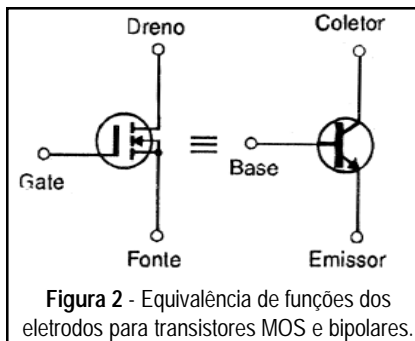 Dreno
Coletor
Gate
Base
Fonte
Emissor
Figura 2 - Equivalência de funções dos
eletrodos para transistores MOS e bipolares.